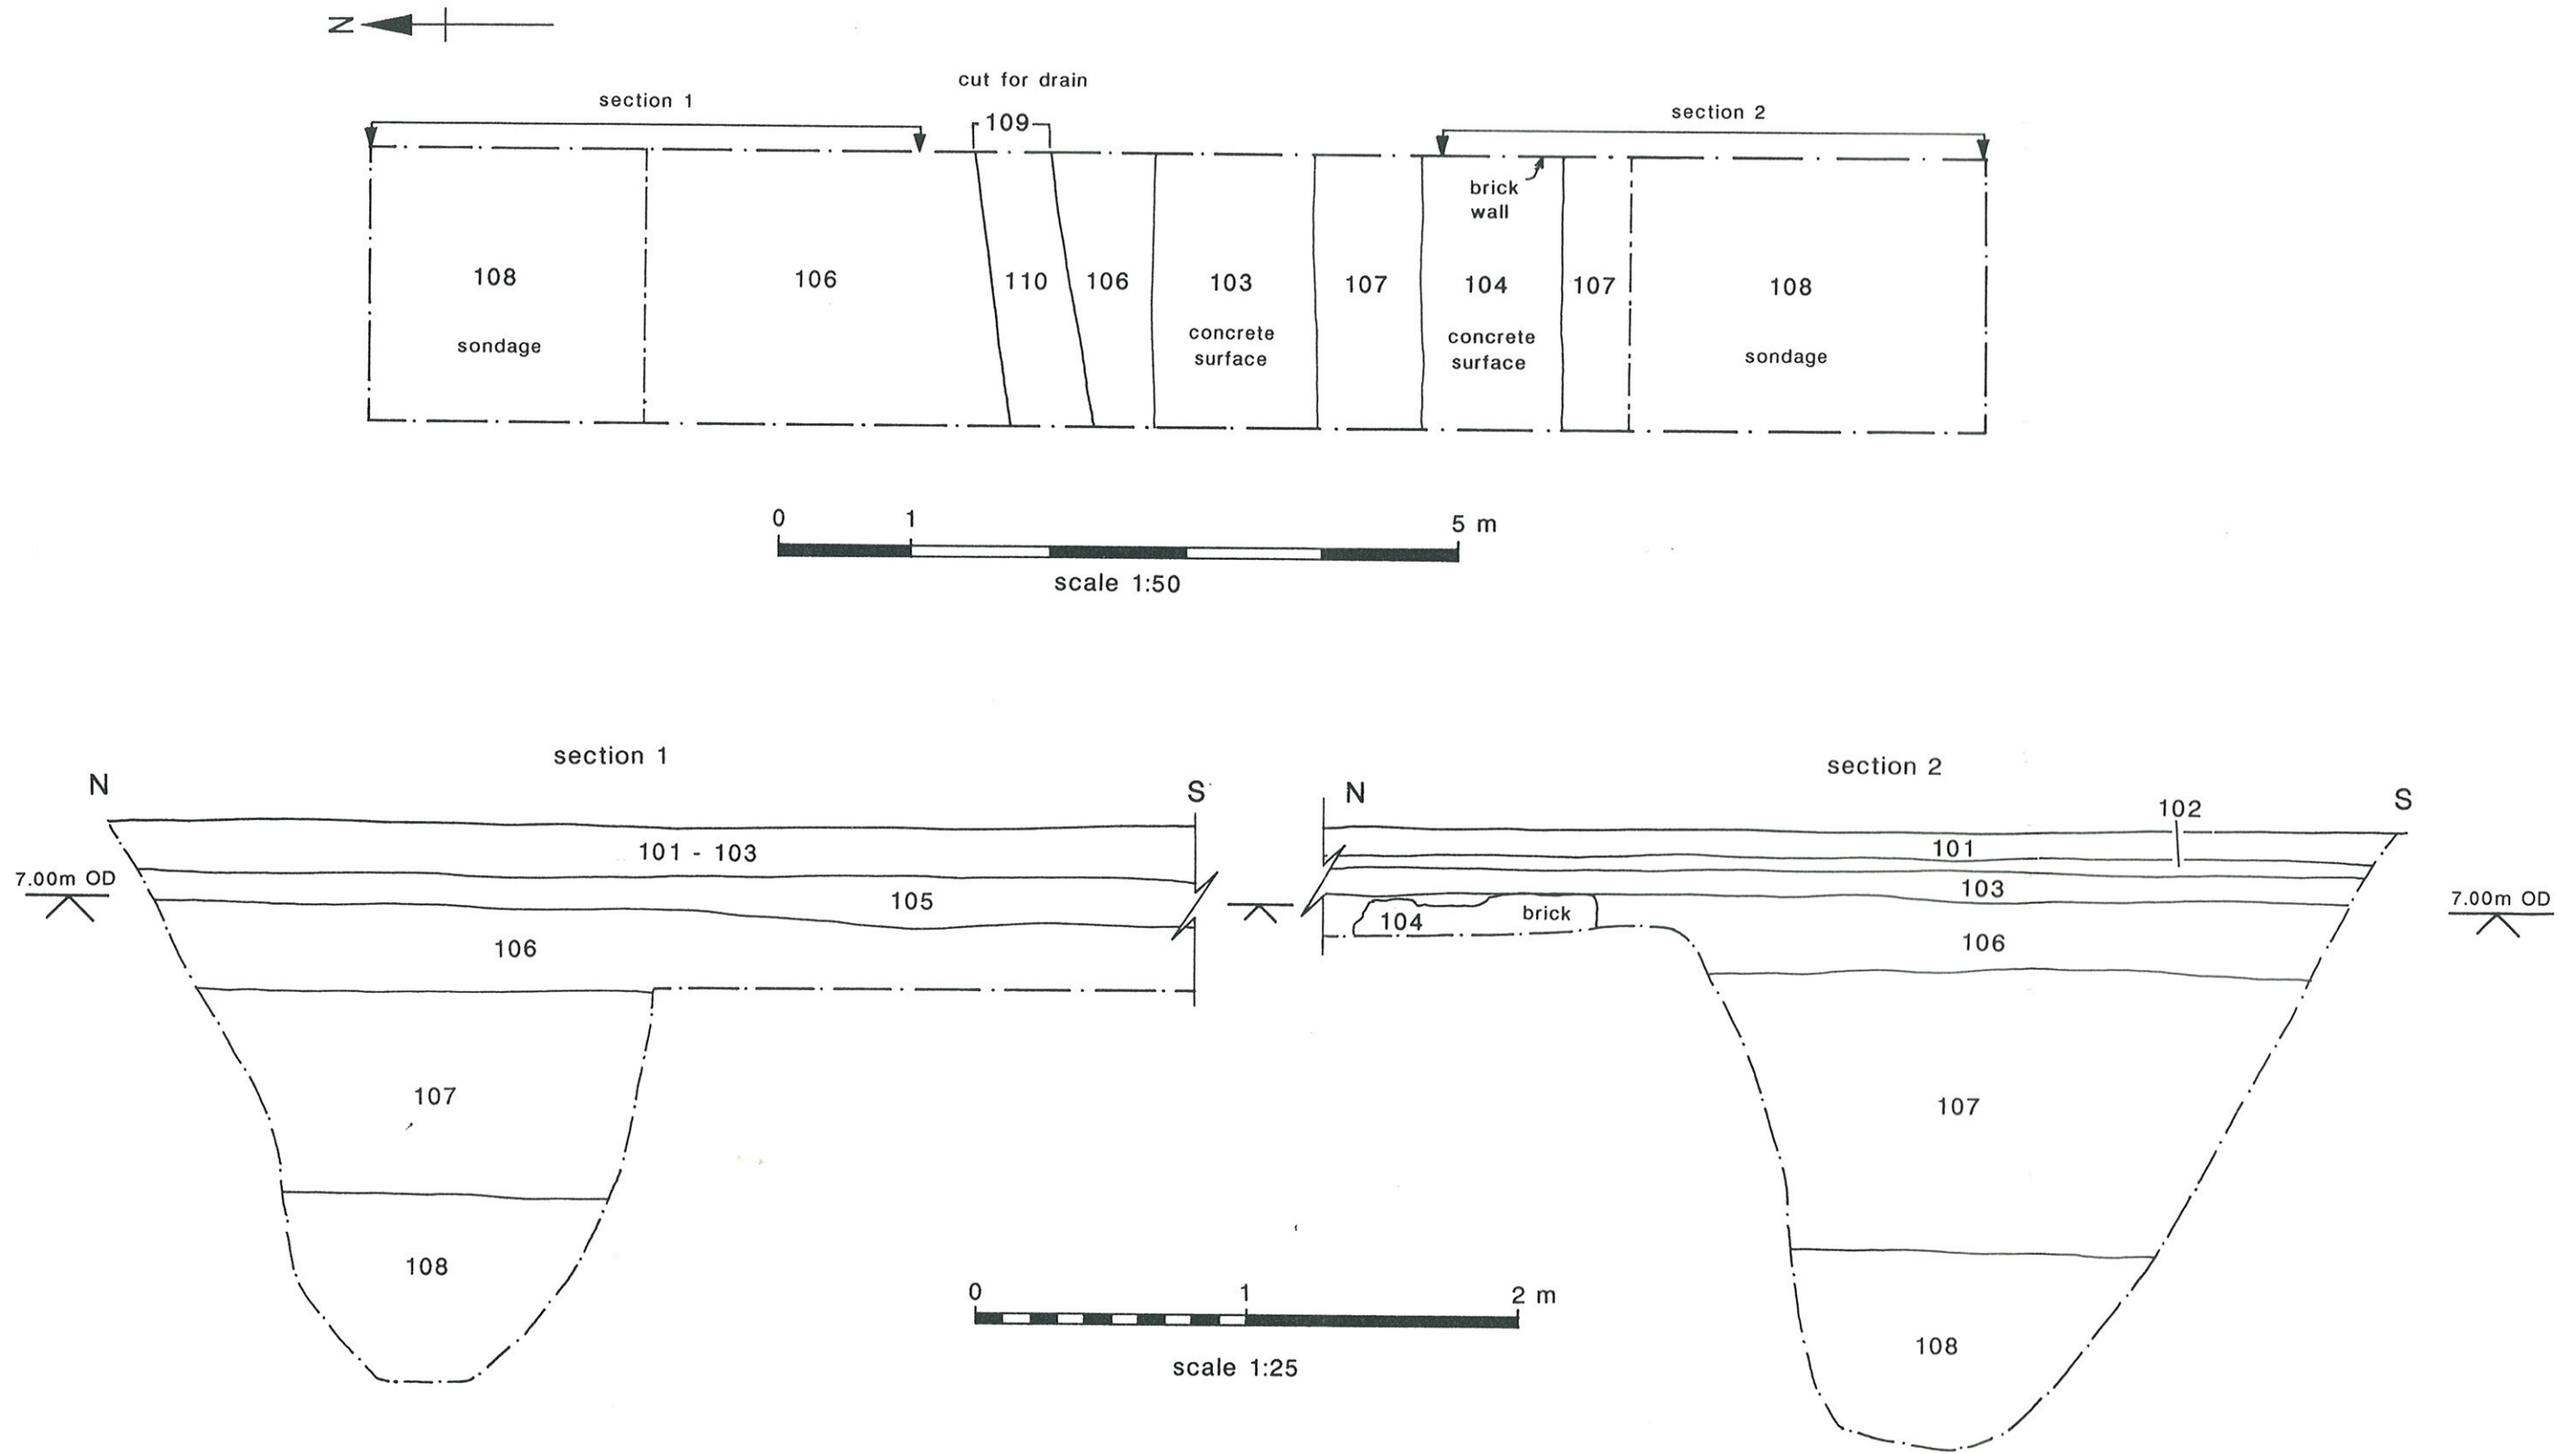 N
cut for drain
section 1
109
section 2
brick
wall
108
106
110
106
103
107
104
107
108
sondage
concrete
surface
concrete
surface
sondage
0 1 5 m
scale 1:50
section 1
section 2
N
S
N
S
102
101 - 103
101
7.00m OD
105
103
7.00m OD
104
brick
106
106
107
107
108
0 1 2 m
108
scale 1:25